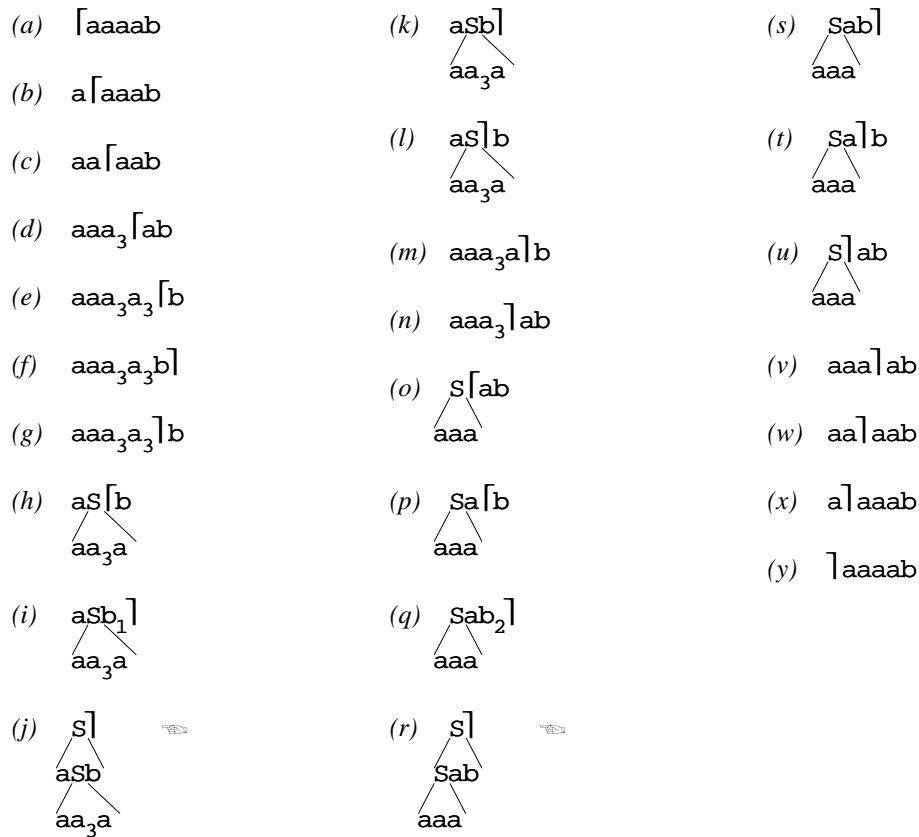 (a) ⌈aaaab
(b) a⌈aaab
(c) aa⌈aab
(d) aaa₃⌈ab
(e) aaa₃a₃⌈b
(f) aaa₃a₃b⌉
(g) aaa₃a₃⌉b
(h) aS⌈b
aa₃a
(i) aSb₁⌉
aa₃a
(j) S⌉ ☜
aSb
aa₃a
(k) aSb⌉
aa₃a
(l) aS⌉b
aa₃a
(m) aaa₃a⌉b
(n) aaa₃⌉ab
(o) S⌈ab
aaa
(p) Sa⌈b
aaa
(q) Sab₂⌉
aaa
(r) S⌉ ☜
Sab
aaa
(s) Sab⌉
aaa
(t) Sa⌉b
aaa
(u) S⌉ab
aaa
(v) aaa⌉ab
(w) aa⌉aab
(x) a⌉aaab
(y) ⌉aaaab